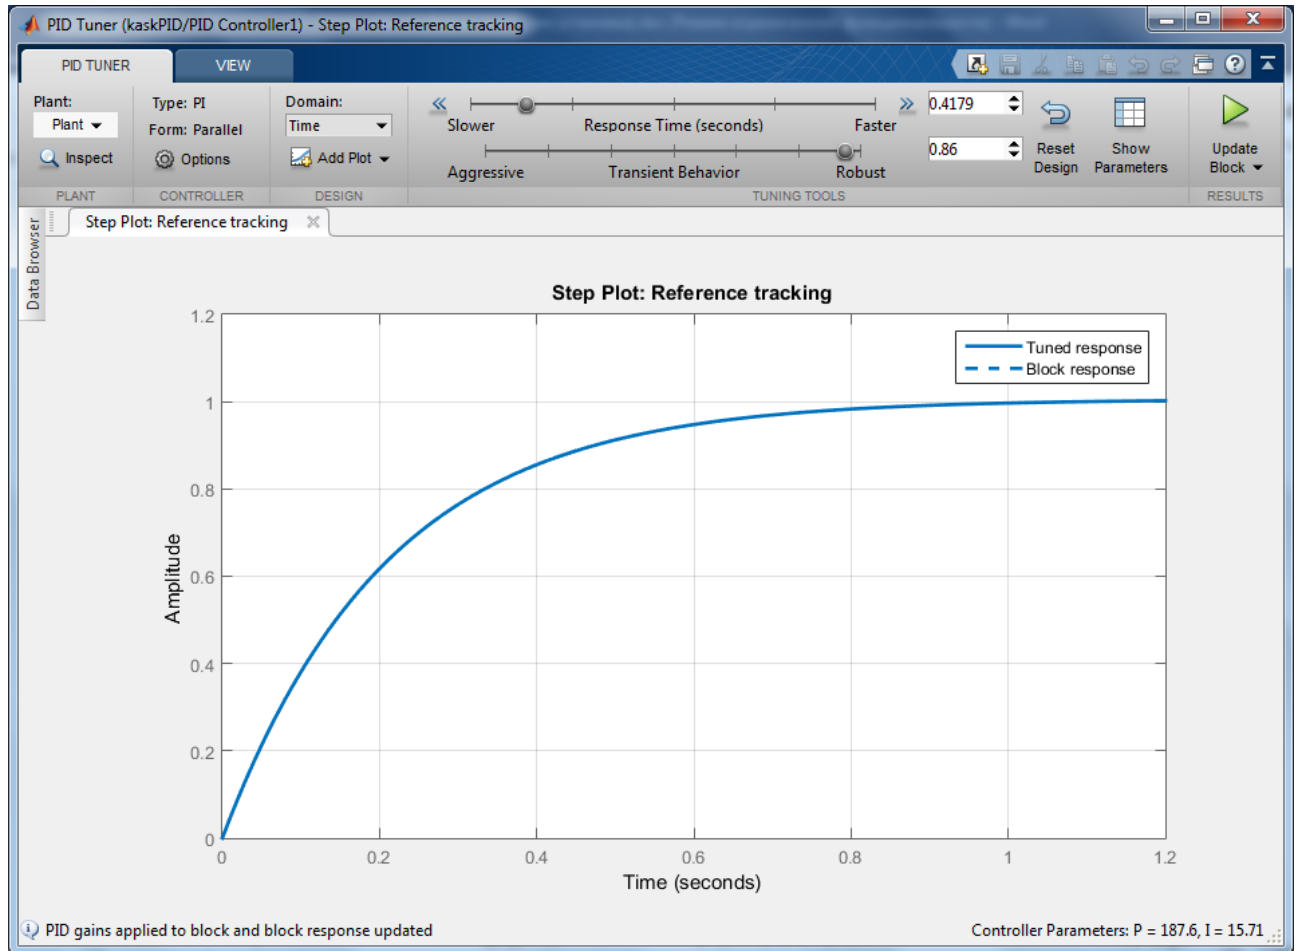 PID Tuner (kaskPID/PID Controller1) - Step Plot: Reference tracking
PID TUNER
VIEW
Plant:
Plant
Inspect
PLANT
Type: PI
Form: Parallel
Options
CONTROLLER
Domain:
Time
Add Plot
DESIGN
Slower Response Time (seconds) Faster
0.4179
Aggressive Transient Behavior Robust
0.86
Reset
Design
Show
Parameters
TUNING TOOLS
Update
Block
RESULTS
Data Browser
Step Plot: Reference tracking
Step Plot: Reference tracking
Tuned response
Block response
Amplitude
1.2
1
0.8
0.6
0.4
0.2
0
0 0.2 0.4 0.6 0.8 1 1.2
Time (seconds)
PID gains applied to block and block response updated
Controller Parameters: P = 187.6, I = 15.71